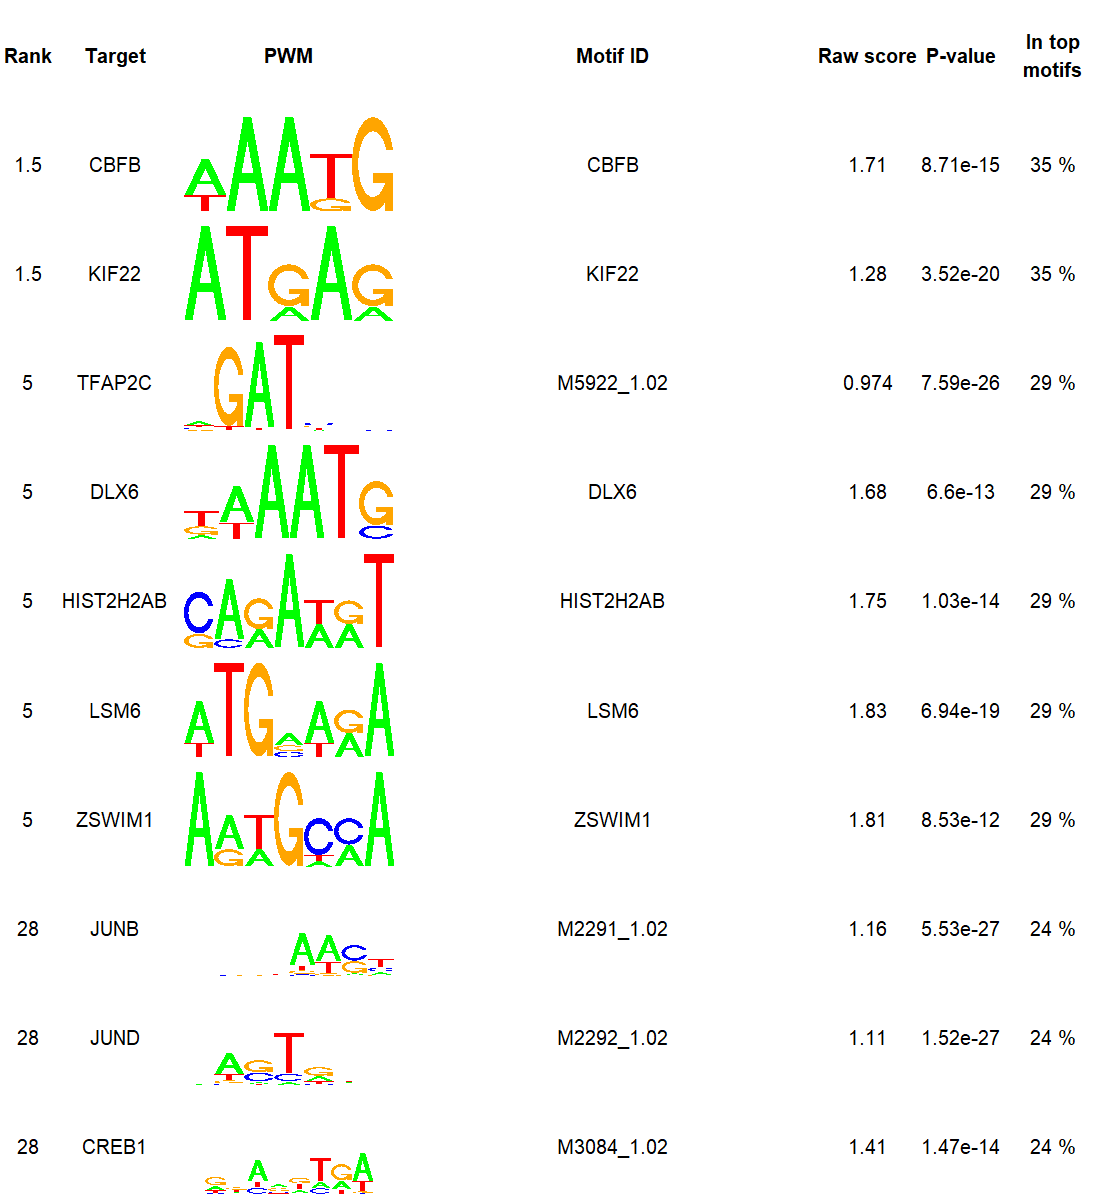 Rank Target PWM Motif ID Raw score P-value In top motifs
1.5 CBFB CBFB 1.71 8.71e-15 35 %
1.5 KIF22 KIF22 1.28 3.52e-20 35 %
5 TFAP2C M5922_1.02 0.974 7.59e-26 29 %
5 DLX6 DLX6 1.68 6.6e-13 29 %
5 HIST2H2AB HIST2H2AB 1.75 1.03e-14 29 %
5 LSM6 LSM6 1.83 6.94e-19 29 %
5 ZSWIM1 ZSWIM1 1.81 8.53e-12 29 %
28 JUNB M2291_1.02 1.16 5.53e-27 24 %
28 JUND M2292_1.02 1.11 1.52e-27 24 %
28 CREB1 M3084_1.02 1.41 1.47e-14 24 %